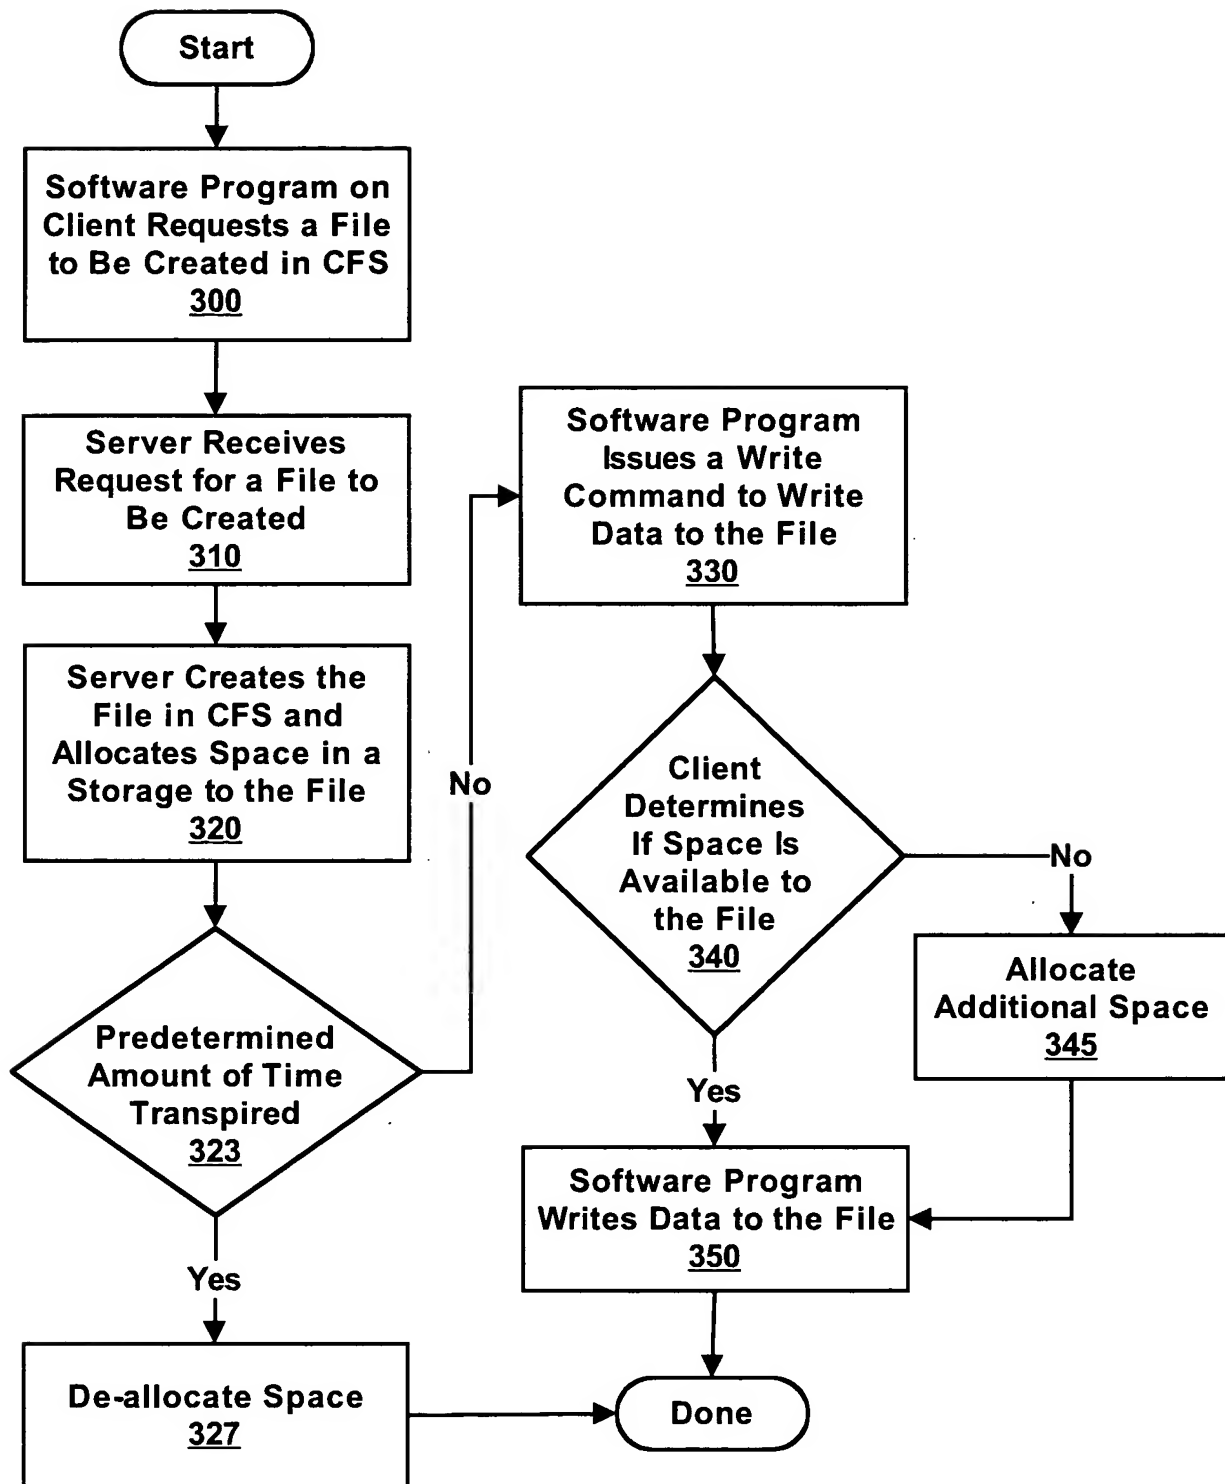 Start
Software Program on
Client Requests a File
to Be Created in CFS
300
Server Receives
Request for a File to
Be Created
310
Server Creates the
File in CFS and
Allocates Space in a
Storage to the File
320
Predetermined
Amount of Time
Transpired
323
Yes
De-allocate Space
327
No
Software Program
Issues a Write
Command to Write
Data to the File
330
Client
Determines
If Space Is
Available to
the File
340
No
Allocate
Additional Space
345
Yes
Software Program
Writes Data to the File
350
Done